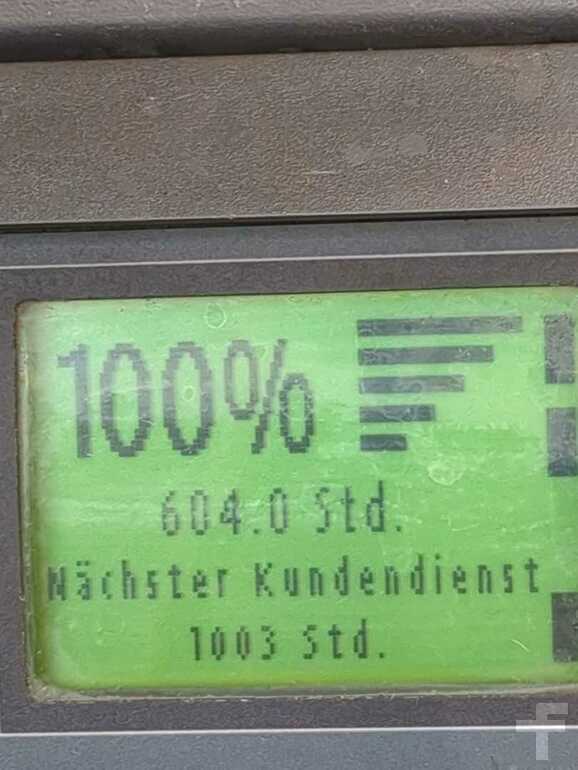 100%
604.0 Std.
Nächster Kundendienst
1003 Std.